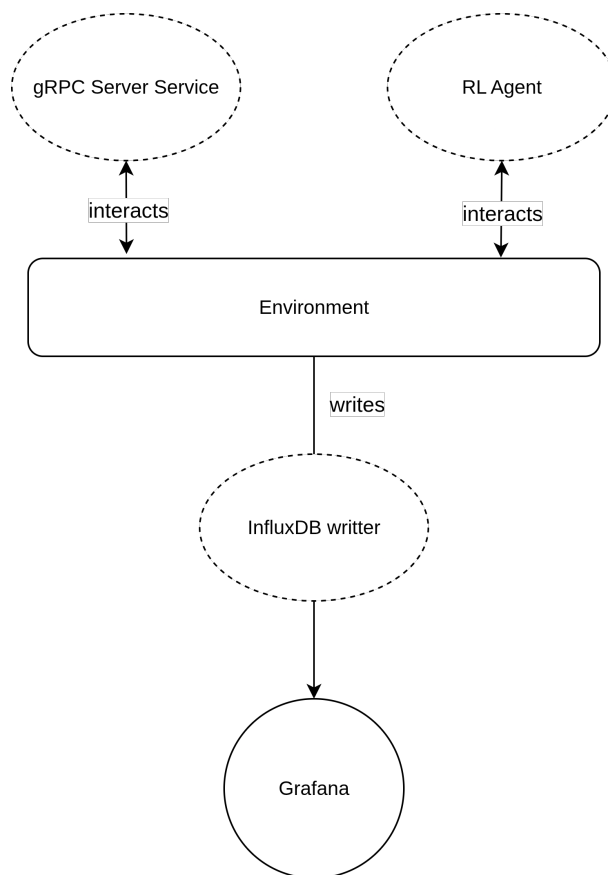 gRPC Server Service
RL Agent
interacts
interacts
Environment
writes
InfluxDB writter
Grafana